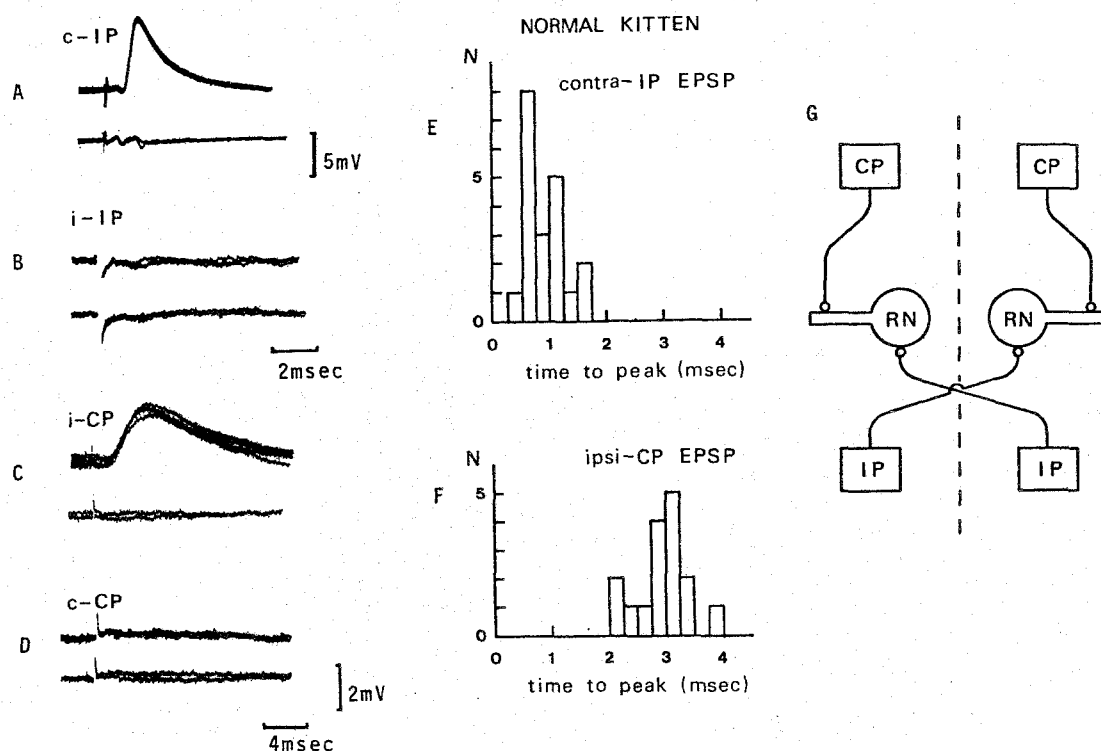 A
c-IP
5mV
B
i-IP
2msec
C
i-CP
D
c-CP
2mV
4msec
NORMAL KITTEN
E
N
contra-IP EPSP
5
0
0 1 2 3 4
time to peak (msec)
F
N
ipsi-CP EPSP
5
0
0 1 2 3 4
time to peak (msec)
G
CP CP
RN RN
IP IP